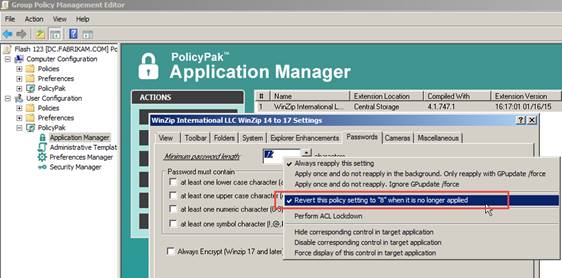 Group Policy Management Editor
File Action View Help
Flash 123 [DC.FABRIKAM.COM] Po
Computer Configuration
Policies
Preferences
PolicyPak
User Configuration
Policies
Preferences
PolicyPak
Application Manager
Administrative Templat
Preferences Manager
Security Manager
PolicyPak™
Application Manager
ACTIONS
# Name Extension Location Compiled With Extension Version
1 WinZip International L... Central Storage 4.1.747.1 16:17:01 01/16/15
WinZip International LLC WinZip 14 to 17 Settings
View Toolbar Folders System Explorer Enhancements Passwords Cameras Miscellaneous
Minimum password length: characters
Password must contain
at least one lower case character (
at least one upper case character (
at least one numeric character (0-9)
at least one symbol character (!,@,
Always Encrypt (Winzip 17 and later
Always reapply this setting
Apply once and do not reapply in the background. Only reapply with GPupdate /force
Apply once and do not reapply. Ignore GPupdate /force
Revert this policy setting to "8" when it is no longer applied
Perform ACL Lockdown
Hide corresponding control in target application
Disable corresponding control in target application
Force display of this control in target application